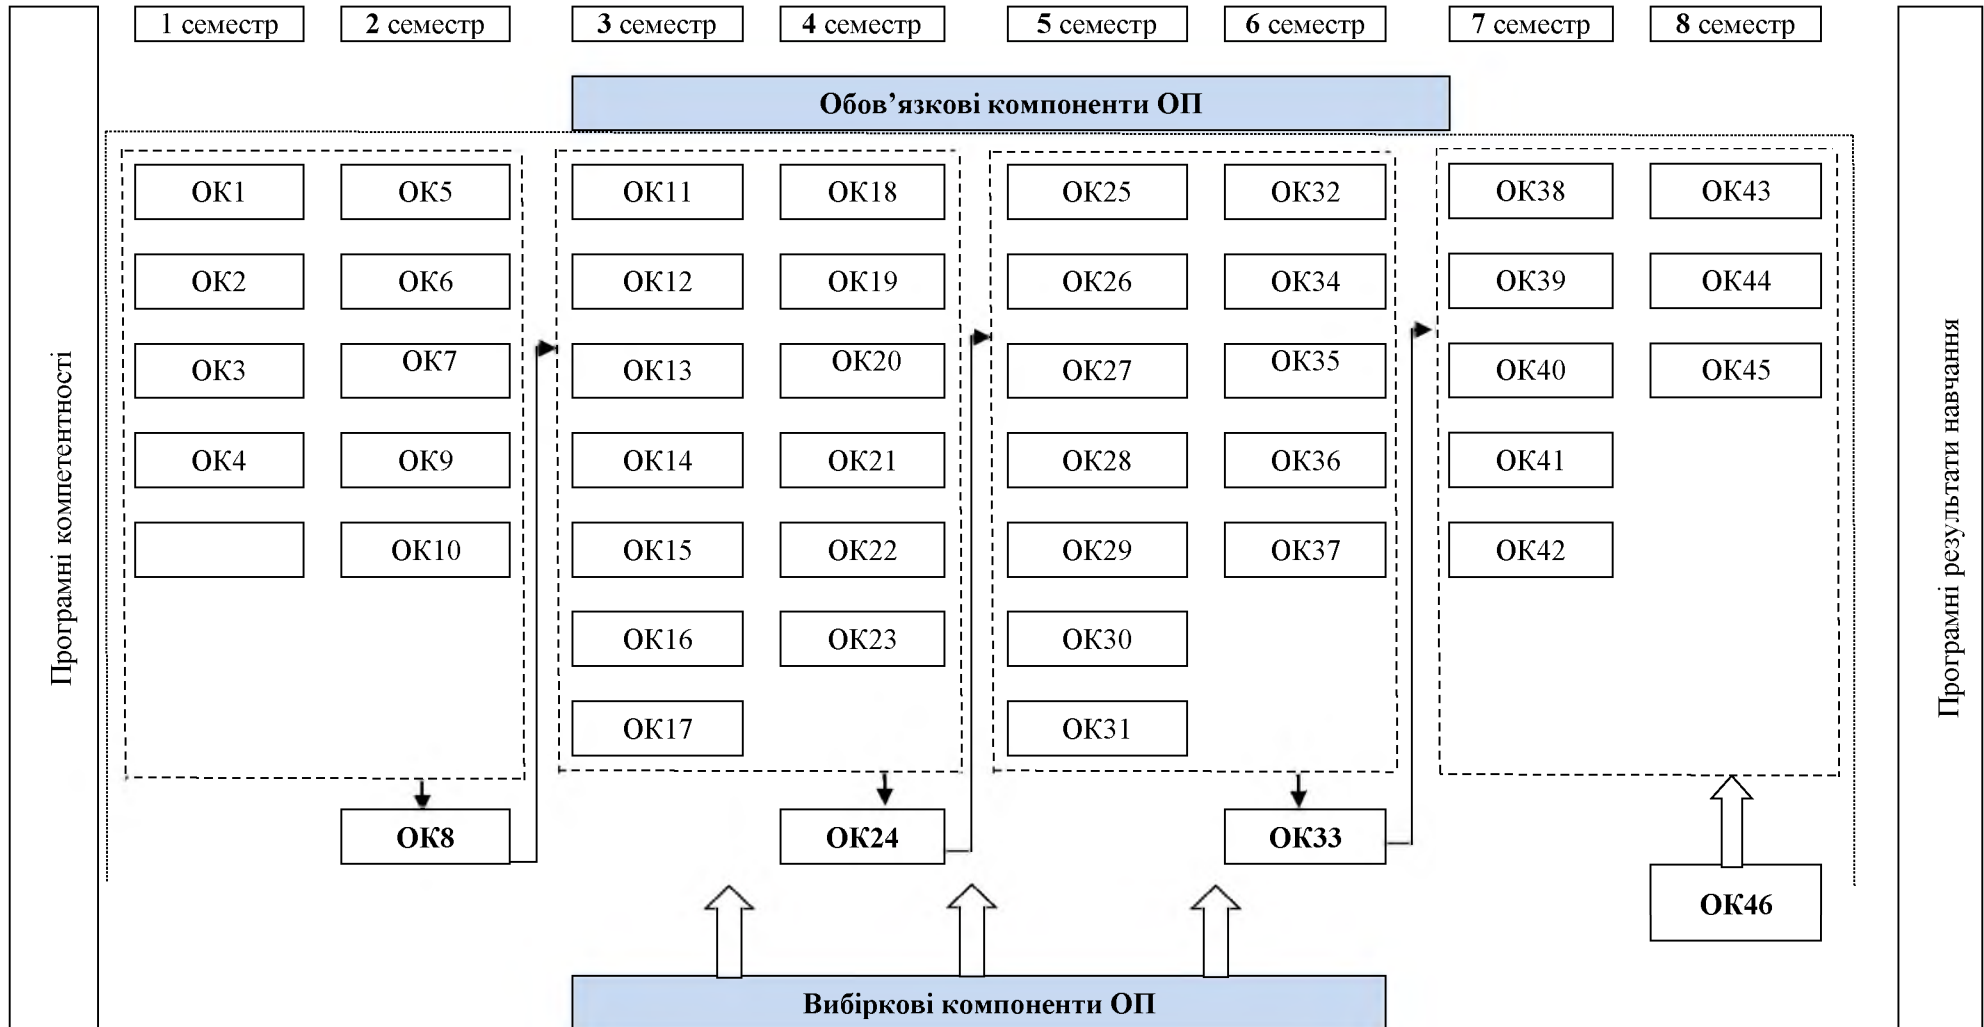 1 семестр
2 семестр
3 семестр
4 семестр
5 семестр
6 семестр
7 семестр
8 семестр
Обов’язкові компоненти ОП
Програмні компетентності
ОК1
ОК5
ОК11
ОК18
ОК25
ОК32
ОК38
ОК43
ОК2
ОК6
ОК12
ОК19
ОК26
ОК34
ОК39
ОК44
ОК3
ОК7
ОК13
ОК20
ОК27
ОК35
ОК40
ОК45
ОК4
ОК9
ОК14
ОК21
ОК28
ОК36
ОК41
ОК10
ОК15
ОК22
ОК29
ОК37
ОК42
ОК16
ОК23
ОК30
ОК17
ОК31
ОК8
ОК24
ОК33
ОК46
Вибіркові компоненти ОП
Програмні результати навчання